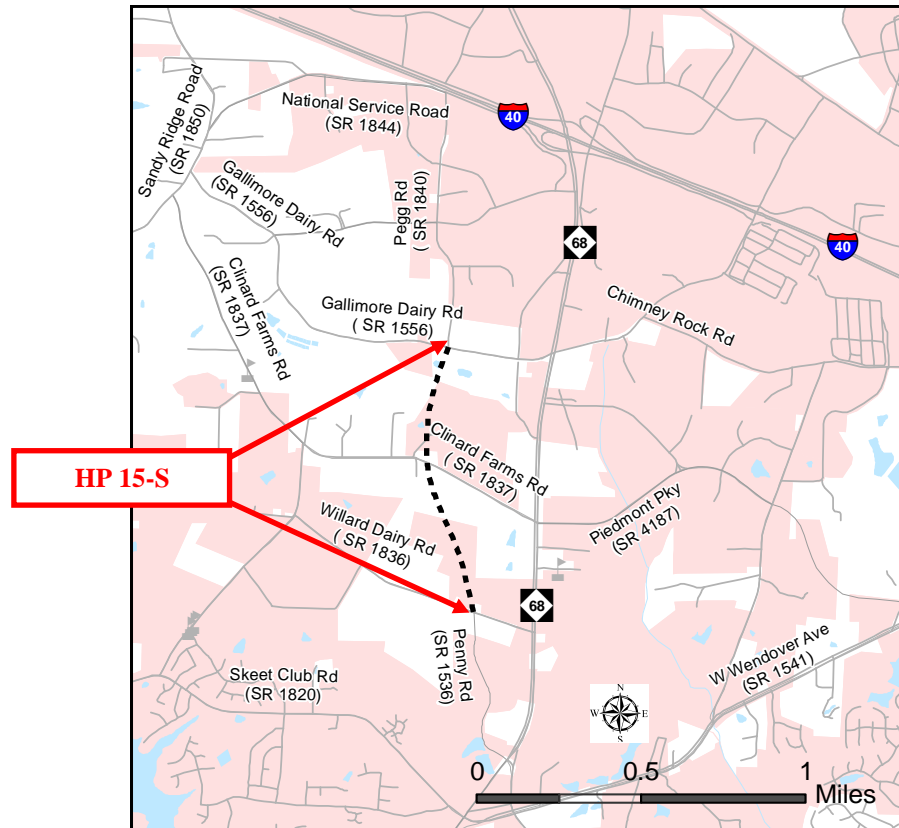 National Service Road
(SR 1844)
40
Sandy Ridge Road
(SR 1850)
Gallimore Dairy Rd
(SR 1556)
Pegg Rd
( SR 1840)
68
40
Clinard Farms Rd
(SR 1837)
Gallimore Dairy Rd
( SR 1556)
Chimney Rock Rd
HP 15-S
Clinard Farms Rd
( SR 1837)
Willard Dairy Rd
( SR 1836)
Piedmont Pky
(SR 4187)
68
Penny Rd
(SR 1536)
W Wendover Ave
(SR 1541)
Skeet Club Rd
(SR 1820)
N
W E
S
0 0.5 1
Miles